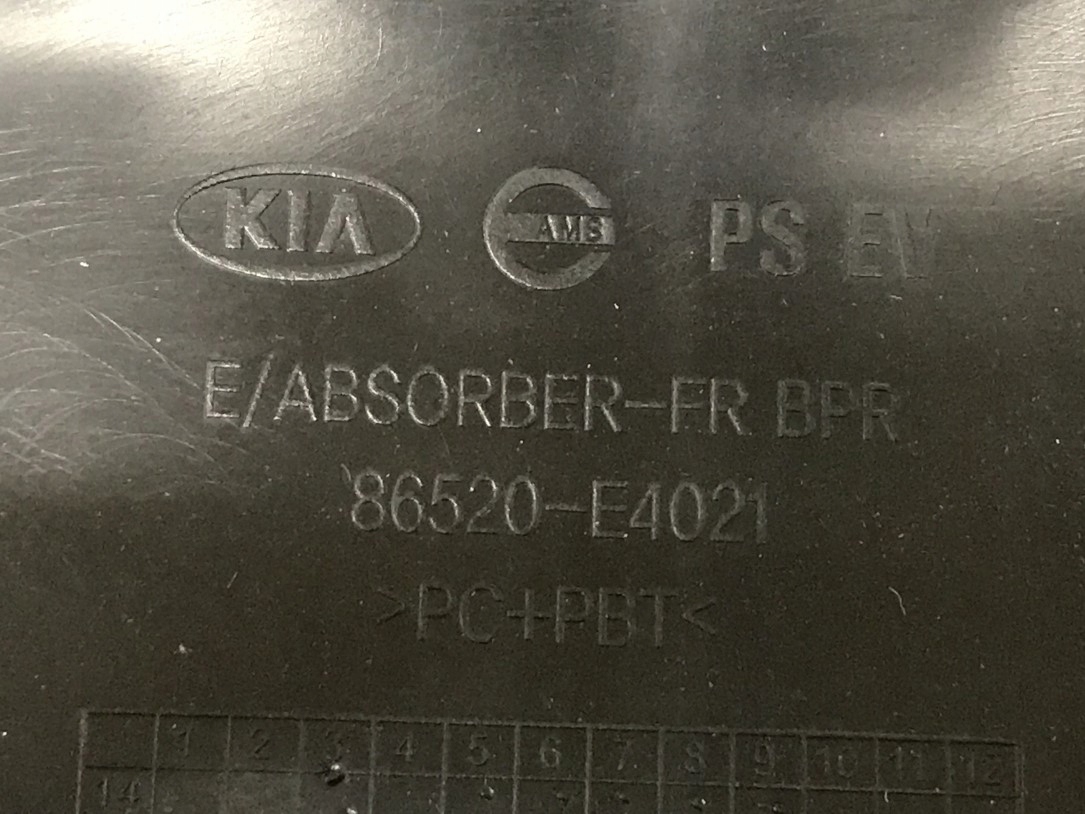 KIA AMS PS EV
E/ABSORBER-FR BPR
86520-E4021
>PC+PBT<
1 2 3 4 5 6 7 8 9 10 11 12
14